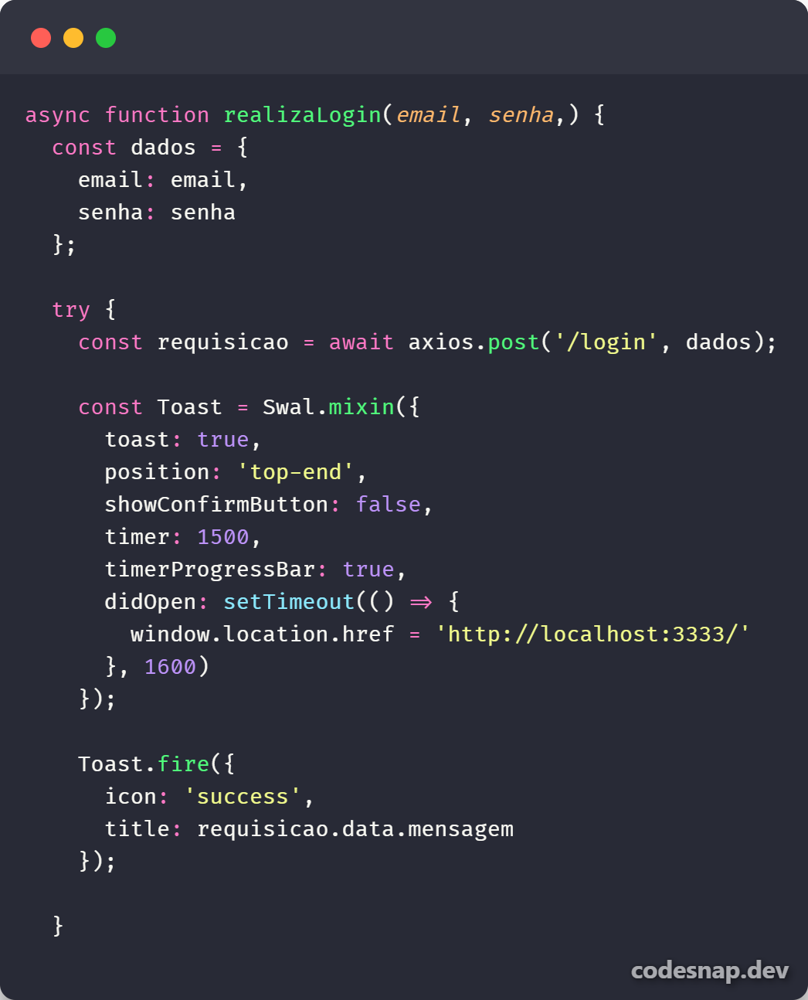 async function realizaLogin(email, senha,) {
  const dados = {
    email: email,
    senha: senha
  };

  try {
    const requisicao = await axios.post('/login', dados);

    const Toast = Swal.mixin({
      toast: true,
      position: 'top-end',
      showConfirmButton: false,
      timer: 1500,
      timerProgressBar: true,
      didOpen: setTimeout(() => {
        window.location.href = 'http://localhost:3333/'
      }, 1600)
    });

    Toast.fire({
      icon: 'success',
      title: requisicao.data.mensagem
    });

  }
codesnap.dev